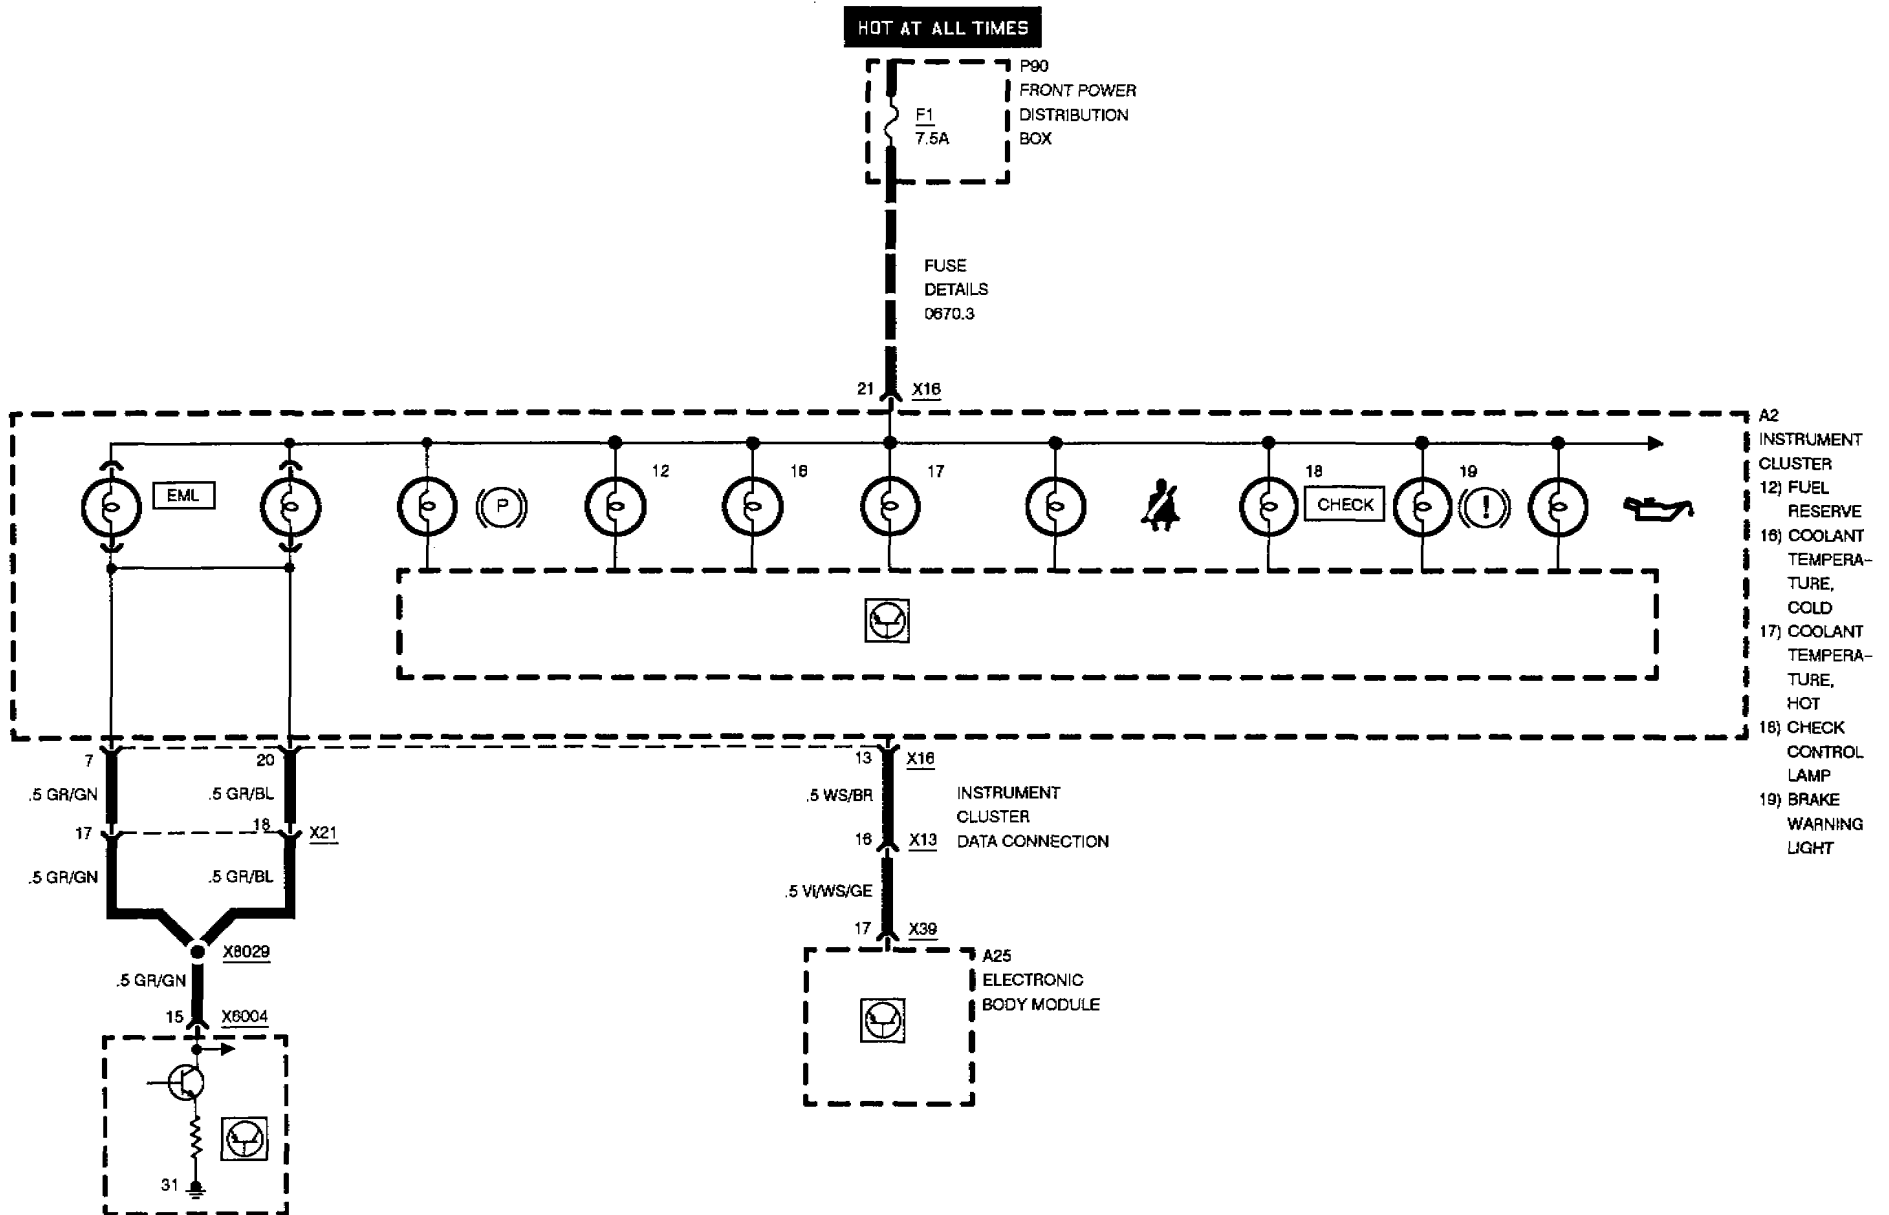 HOT AT ALL TIMES
P90
FRONT POWER
DISTRIBUTION
BOX
F1
7.5A
FUSE
DETAILS
0670.3
21 X16
A2
INSTRUMENT
CLUSTER
12) FUEL
RESERVE
16) COOLANT
TEMPERA-
TURE,
COLD
17) COOLANT
TEMPERA-
TURE,
HOT
18) CHECK
CONTROL
LAMP
19) BRAKE
WARNING
LIGHT
EML
P
12
16
17
18
CHECK
19
!
7
20
13 X16
.5 GR/GN
.5 GR/BL
.5 WS/BR
INSTRUMENT
CLUSTER
DATA CONNECTION
17
18 X21
16 X13
.5 GR/GN
.5 GR/BL
.5 VI/WS/GE
17 X39
X8029
A25
ELECTRONIC
BODY MODULE
.5 GR/GN
15 X6004
31